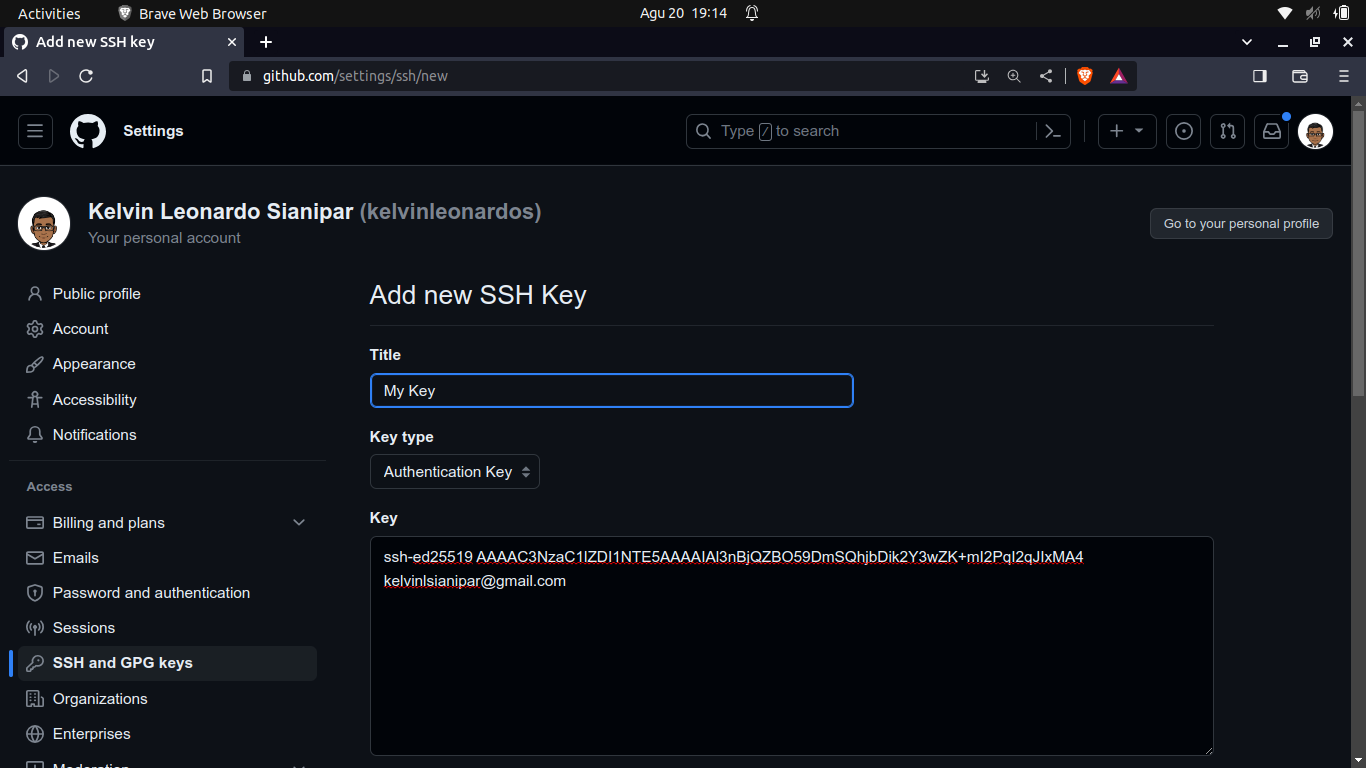 Activities
Brave Web Browser
Agu 20 19:14
Add new SSH key
github.com/settings/ssh/new
Settings
Type / to search
Kelvin Leonardo Sianipar (kelvinleonardos)
Your personal account
Go to your personal profile
Public profile
Account
Appearance
Accessibility
Notifications
Access
Billing and plans
Emails
Password and authentication
Sessions
SSH and GPG keys
Organizations
Enterprises
Moderation
Add new SSH Key
Title
My Key
Key type
Authentication Key
Key
ssh-ed25519 AAAAC3NzaC1lZDI1NTE5AAAAIAl3nBjQZBO59DmSQhjbDik2Y3wZK+mI2PqI2qJIxMA4
kelvinlsianipar@gmail.com